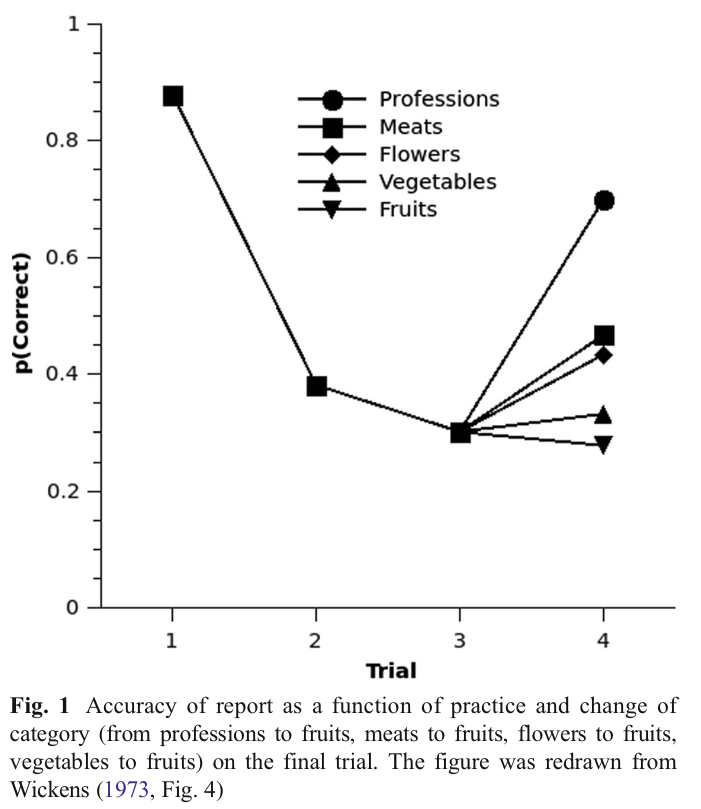 1
0.8
0.6
0.4
0.2
0
p(Correct)
Professions
Meats
Flowers
Vegetables
Fruits
1 2 3 4
Trial
Fig. 1 Accuracy of report as a function of practice and change of
category (from professions to fruits, meats to fruits, flowers to fruits,
vegetables to fruits) on the final trial. The figure was redrawn from
Wickens (1973, Fig. 4)